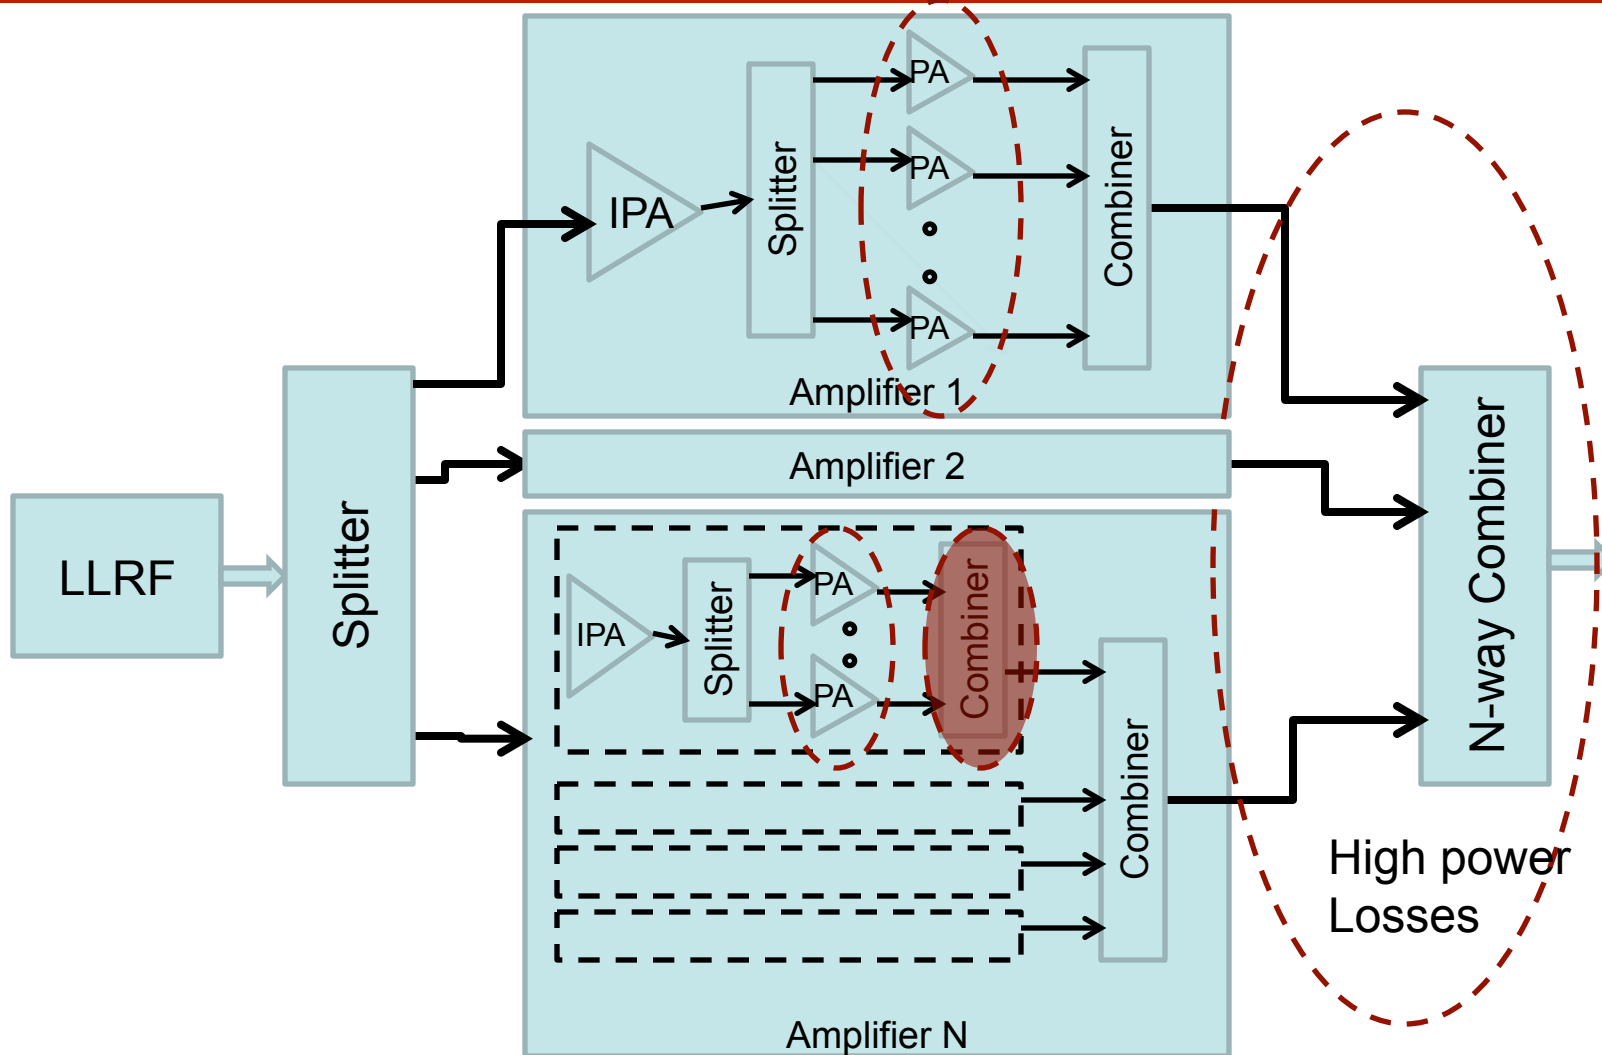 PA
PA
PA
IPA
Splitter
Combiner
Amplifier 1
Amplifier 2
LLRF
Splitter
N-way Combiner
IPA
Splitter
PA
PA
Combiner
Combiner
High power
Losses
Amplifier N